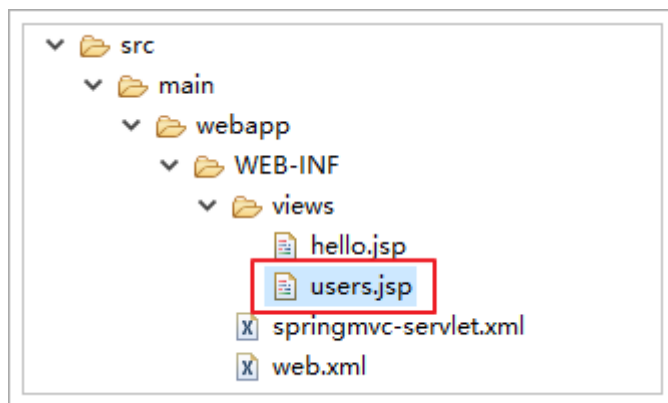 src
main
webapp
WEB-INF
views
hello.jsp
users.jsp
springmvc-servlet.xml
web.xml